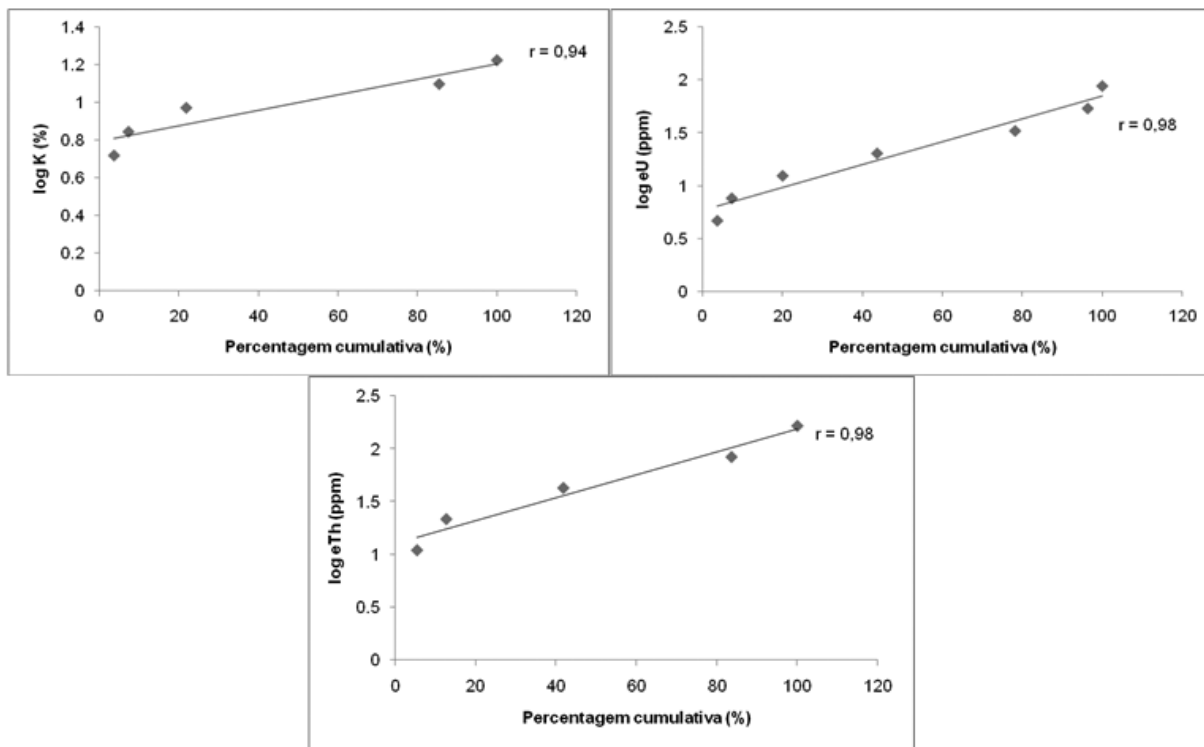 1.4
1.2
1
0.8
0.6
0.4
0.2
0
log K (%)
r = 0,94
0 20 40 60 80 100 120
Percentagem cumulativa (%)
2.5
2
1.5
1
0.5
0
log eU (ppm)
r = 0,98
0 20 40 60 80 100 120
Percentagem cumulativa (%)
2.5
2
1.5
1
0.5
0
log eTh (ppm)
r = 0,98
0 20 40 60 80 100 120
Percentagem cumulativa (%)